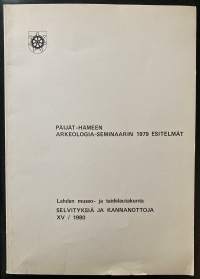 PÄIJÄT-HÄMEEN
ARKEOLOGIA-SEMINAARIN 1979 ESITELMÄT
Lahden museo- ja taidelautakunta
SELVITYKSIÄ JA KANNANOTTOJA
XV / 1980